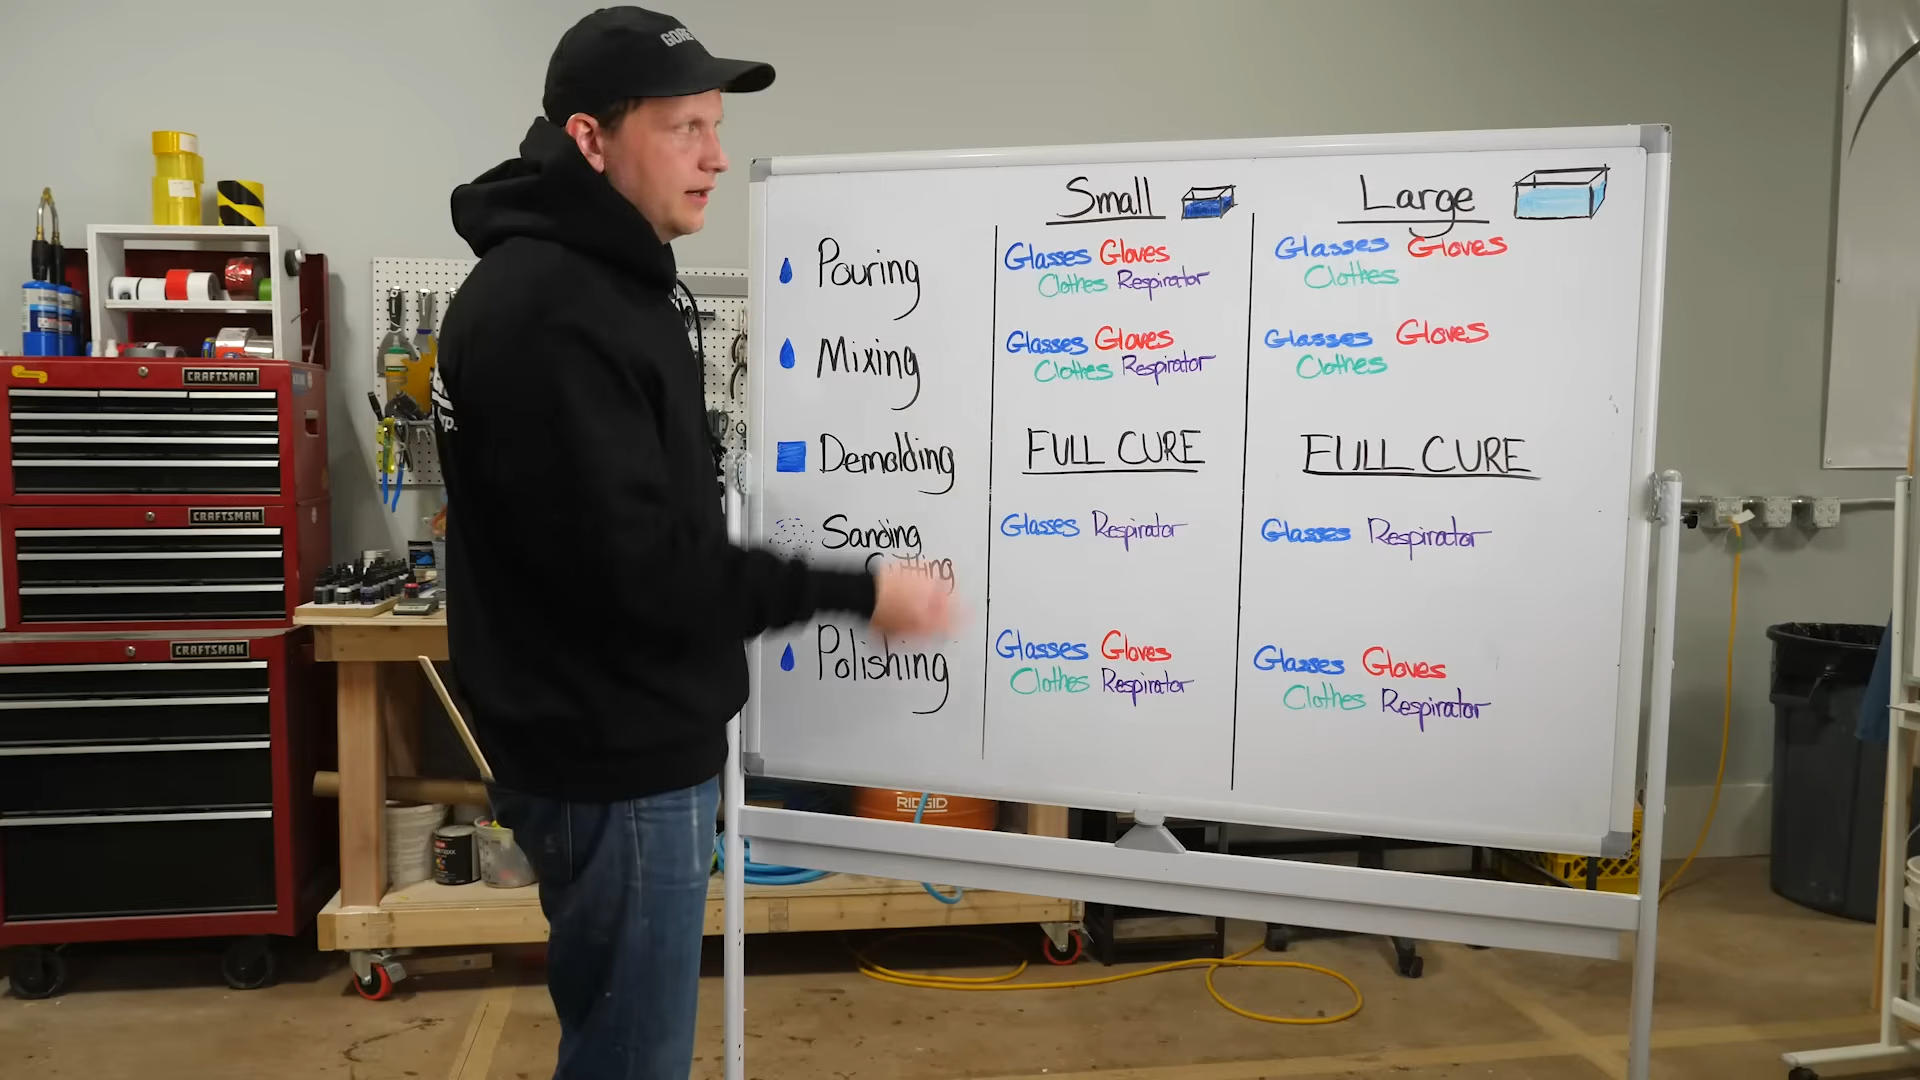 Small Large
Pouring
Glasses Gloves
Clothes Respirator
Glasses Gloves
Clothes
Mixing
Glasses Gloves
Clothes Respirator
Glasses Gloves
Clothes
Demolding
FULL CURE
FULL CURE
Sanding
Cutting
Glasses Respirator
Glasses Respirator
Polishing
Glasses Gloves
Clothes Respirator
Glasses Gloves
Clothes Respirator
CRAFTSMAN
CRAFTSMAN
CRAFTSMAN
RIDGID